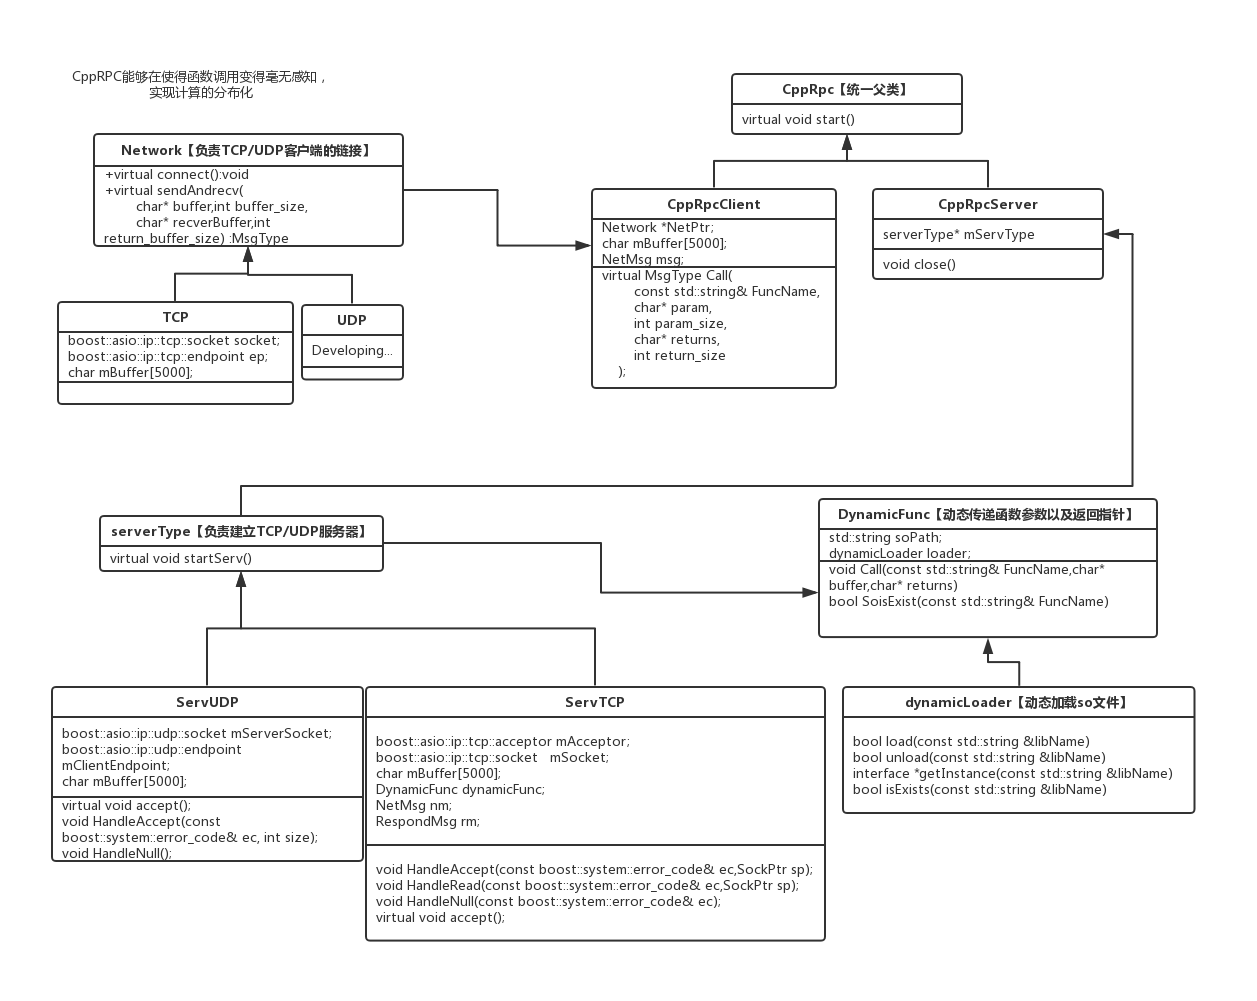 CppRPC能够在使得函数调用变得毫无感知，
实现计算的分布化
CppRpc【统一父类】
virtual void start()
Network【负责TCP/UDP客户端的链接】
+virtual connect():void
+virtual sendAndrecv(
char* buffer,int buffer_size,
char* recverBuffer,int
return_buffer_size) :MsgType
CppRpcClient
Network *NetPtr;
char mBuffer[5000];
NetMsg msg;
virtual MsgType Call(
const std::string& FuncName,
char* param,
int param_size,
char* returns,
int return_size
);
CppRpcServer
serverType* mServType
void close()
TCP
boost::asio::ip::tcp::socket socket;
boost::asio::ip::tcp::endpoint ep;
char mBuffer[5000];
UDP
Developing...
serverType【负责建立TCP/UDP服务器】
virtual void startServ()
DynamicFunc【动态传递函数参数以及返回指针】
std::string soPath;
dynamicLoader loader;
void Call(const std::string& FuncName,char*
buffer,char* returns)
bool SoisExist(const std::string& FuncName)
ServUDP
boost::asio::ip::udp::socket mServerSocket;
boost::asio::ip::udp::endpoint
mClientEndpoint;
char mBuffer[5000];
virtual void accept();
void HandleAccept(const
boost::system::error_code& ec, int size);
void HandleNull();
ServTCP
boost::asio::ip::tcp::acceptor mAcceptor;
boost::asio::ip::tcp::socket   mSocket;
char mBuffer[5000];
DynamicFunc dynamicFunc;
NetMsg nm;
RespondMsg rm;
void HandleAccept(const boost::system::error_code& ec,SockPtr sp);
void HandleRead(const boost::system::error_code& ec,SockPtr sp);
void HandleNull(const boost::system::error_code& ec);
virtual void accept();
dynamicLoader【动态加载so文件】
bool load(const std::string &libName)
bool unload(const std::string &libName)
interface *getInstance(const std::string &libName)
bool isExists(const std::string &libName)